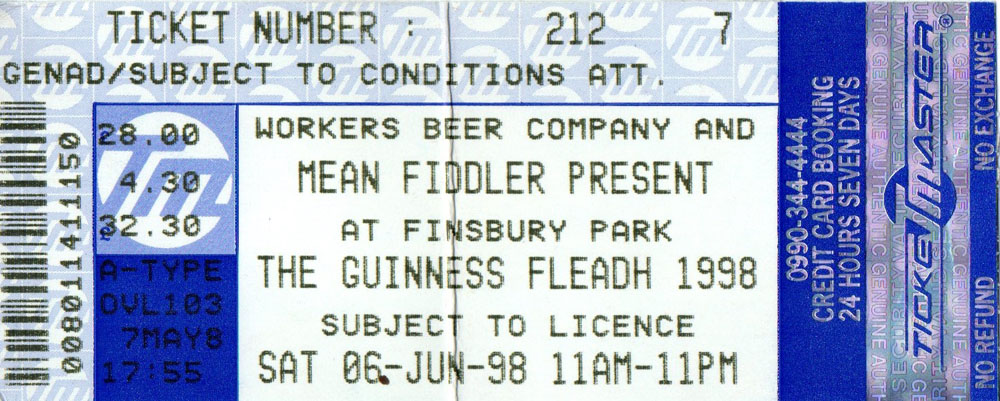 TICKET NUMBER : 212 7
GENAD/SUBJECT TO CONDITIONS ATT.
WORKERS BEER COMPANY AND
MEAN FIDDLER PRESENT
AT FINSBURY PARK
THE GUINNESS FLEADH 1998
SUBJECT TO LICENCE
SAT 06-JUN-98 11AM-11PM
28.00
4.30
32.30
A-TYPE
OVL103
7MAY8
17:55
0080114111150
0990-344-4444
CREDIT CARD BOOKING
24 HOURS SEVEN DAYS
TICKETMASTER®
NO REFUND NO EXCHANGE